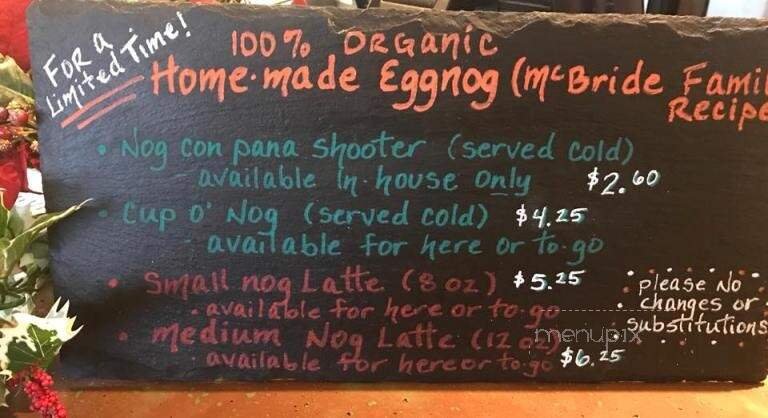 For a
Limited Time!
100% Organic
Home-made Eggnog (McBride Famil
Recipe
• Nog con pana shooter (served cold)
available in-house only $2.60
• Cup O' Nog (served cold) $4.25
- available for here or to-go
• Small nog Latte (8 oz) $5.25
• available for here or to-go
• Medium Nog Latte (12 oz)
• available for here or to-go $6.25
please No
changes or
substitutions
menupix